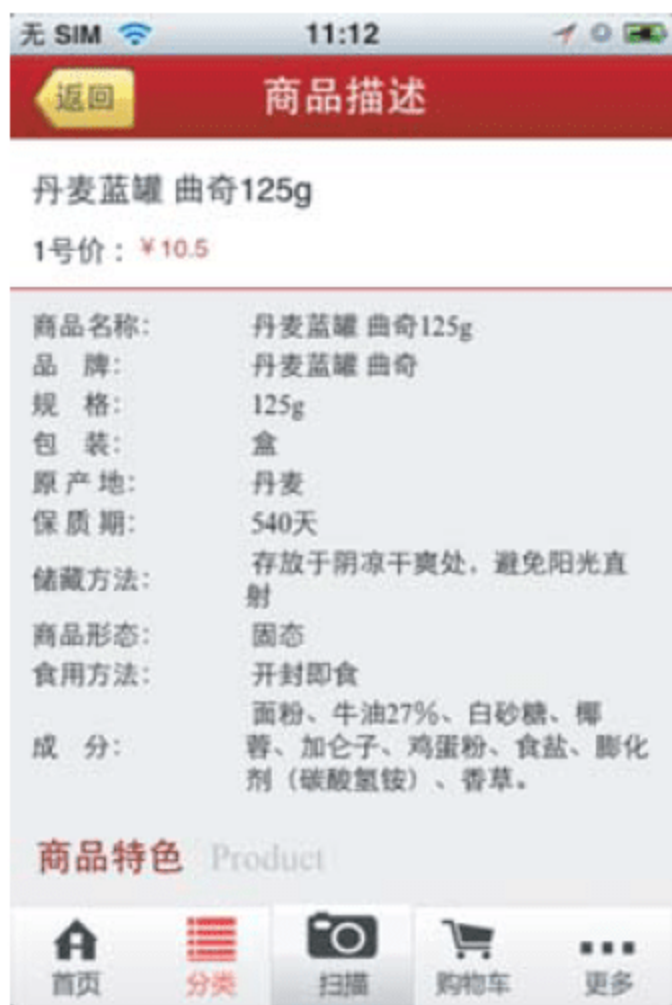 无 SIM 11:12
返回 商品描述
丹麦蓝罐 曲奇125g
1号价：￥10.5
商品名称： 丹麦蓝罐 曲奇125g
品 牌： 丹麦蓝罐 曲奇
规 格： 125g
包 装： 盒
原 产 地： 丹麦
保 质 期： 540天
储藏方法： 存放于阴凉干爽处，避免阳光直
射
商品形态： 固态
食用方法： 开封即食
面粉、牛油27%、白砂糖、椰
成 分： 蓉、加仑子、鸡蛋粉、食盐、膨化
剂（碳酸氢铵）、香草。
商品特色 Product
首页 分类 扫描 购物车 更多